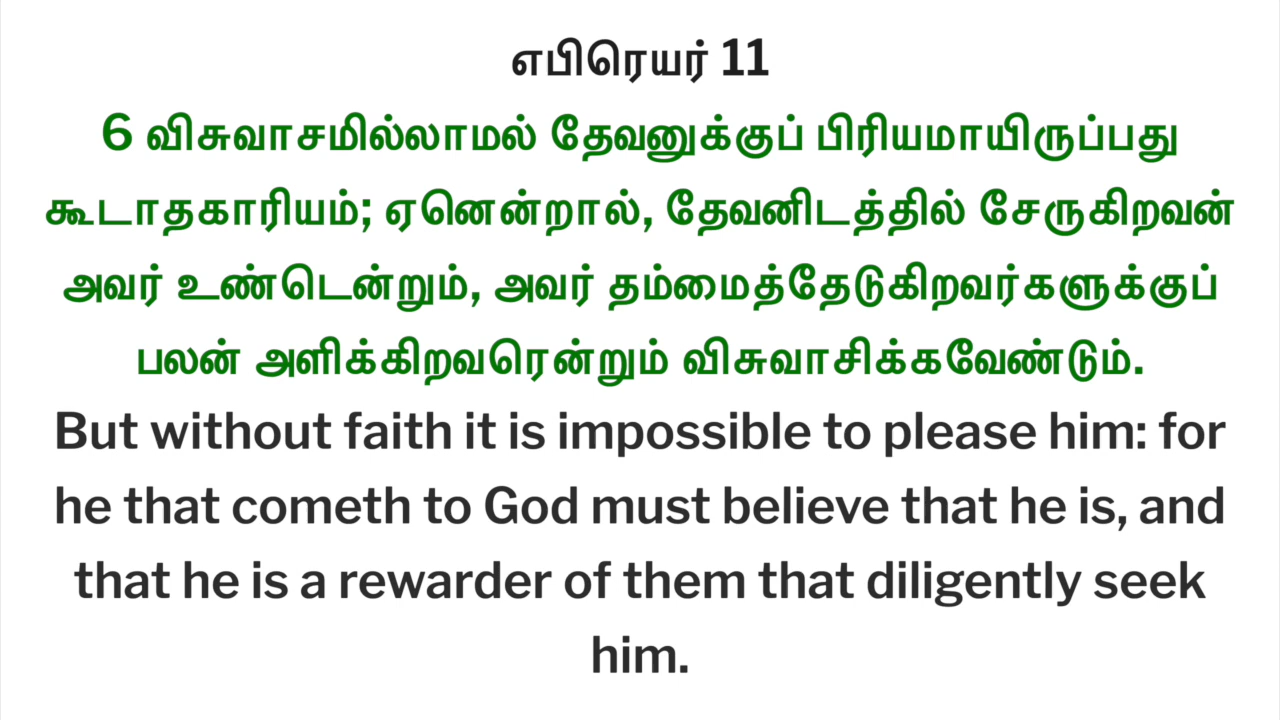 எபிரெயர் 11
6 விசுவாசமில்லாமல் தேவனுக்குப் பிரியமாயிருப்பது
கூடாதகாரியம்; ஏனென்றால், தேவனிடத்தில் சேருகிறவன்
அவர் உண்டென்றும், அவர் தம்மைத்தேடுகிறவர்களுக்குப்
பலன் அளிக்கிறவரென்றும் விசுவாசிக்கவேண்டும்.
But without faith it is impossible to please him: for
he that cometh to God must believe that he is, and
that he is a rewarder of them that diligently seek
him.